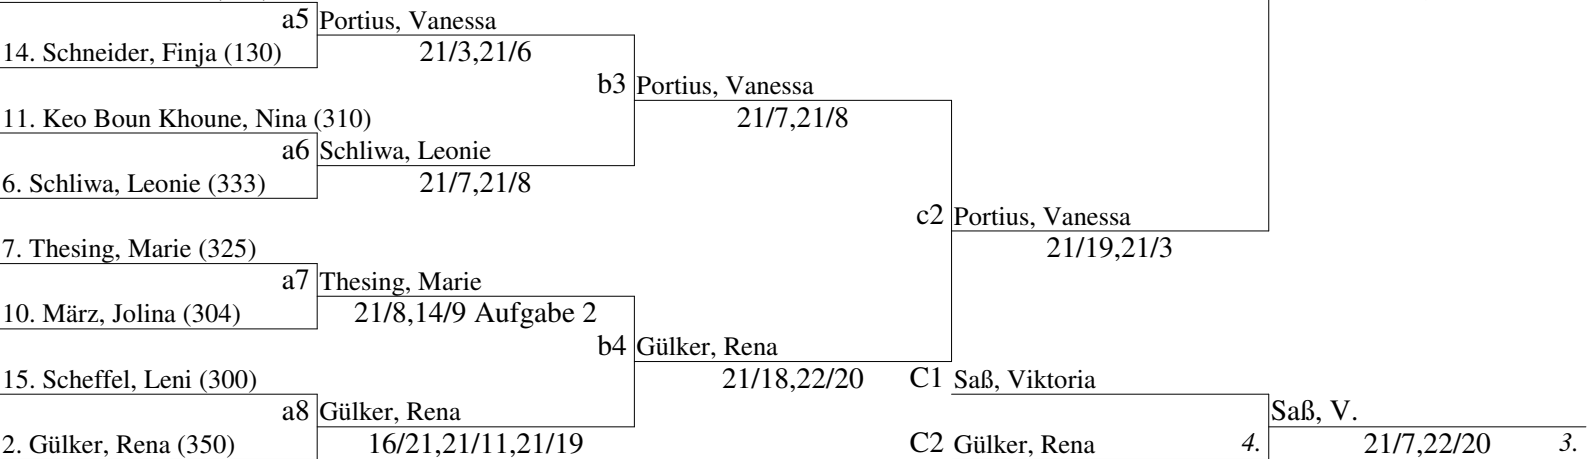 a5 Portius, Vanessa
14. Schneider, Finja (130)
21/3,21/6
b3 Portius, Vanessa
11. Keo Boun Khoune, Nina (310)
21/7,21/8
a6 Schliwa, Leonie
6. Schliwa, Leonie (333)
21/7,21/8
c2 Portius, Vanessa
7. Thesing, Marie (325)
21/19,21/3
a7 Thesing, Marie
10. März, Jolina (304)
21/8,14/9 Aufgabe 2
b4 Gülker, Rena
15. Scheffel, Leni (300)
21/18,22/20
C1 Saß, Viktoria
a8 Gülker, Rena
Saß, V.
2. Gülker, Rena (350)
16/21,21/11,21/19
C2 Gülker, Rena
4.
21/7,22/20
3.